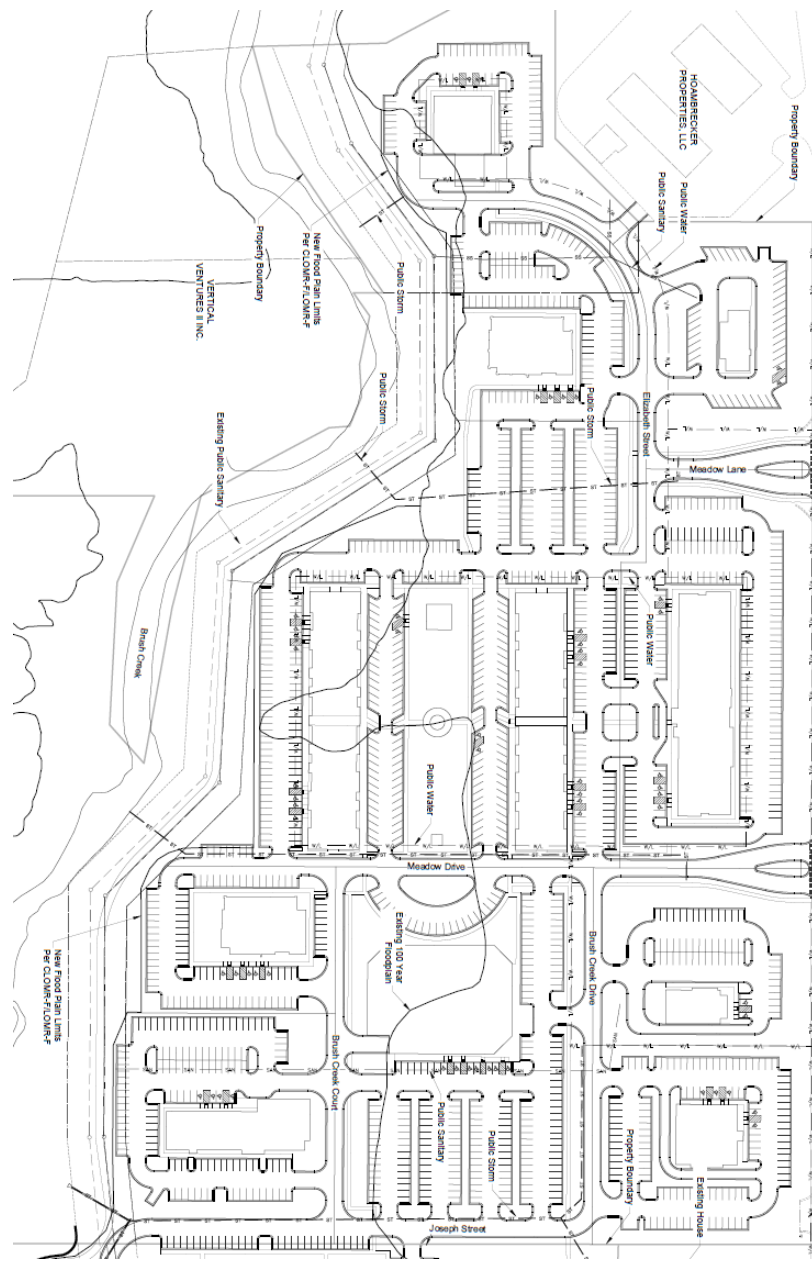 HOAMBRECKER
PROPERTIES, LLC
Property Boundary
Public Water
Public Sanitary
New Flood Plain Limits
Per CLOMR-F/LOMR-F
Property Boundary
VERTICAL
VENTURES II INC.
Public Storm
Public Storm
Existing Public Sanitary
Public Storm
Elizabeth Street
Meadow Lane
Public Water
Brush Creek
Public Water
Meadow Drive
Existing 100 Year
Floodplain
Brush Creek Drive
New Flood Plain Limits
Per CLOMR-F/LOMR-F
Brush Creek Court
Public Sanitary
Public Storm
Property Boundary
Existing House
Joseph Street